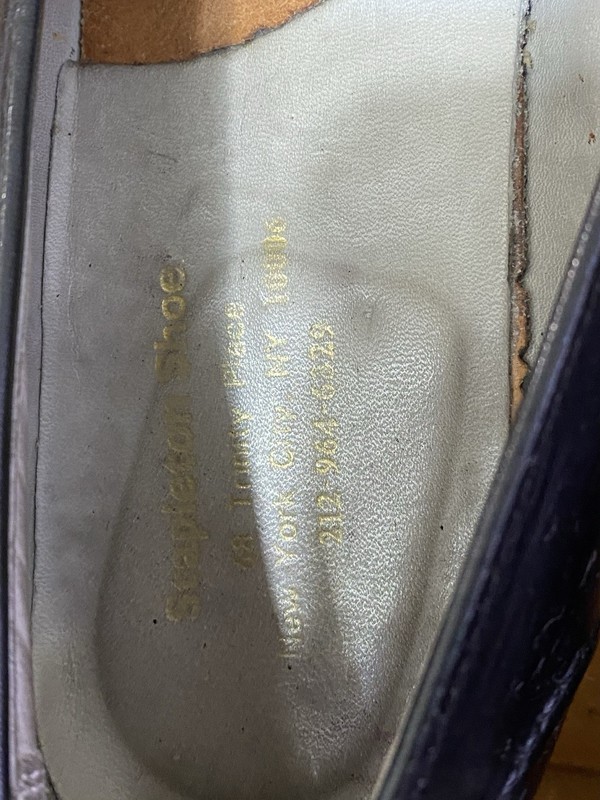 Stapleton Shoe
68 Trinity Place
New York City, NY 10006
212-964-6329